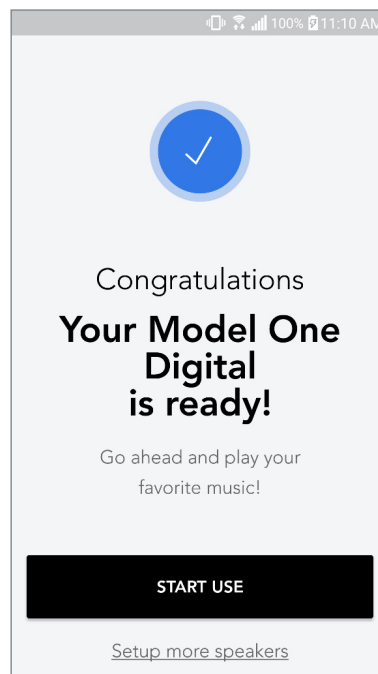 100% 11:10 AM
Congratulations
Your Model One
Digital
is ready!
Go ahead and play your
favorite music!
START USE
Setup more speakers